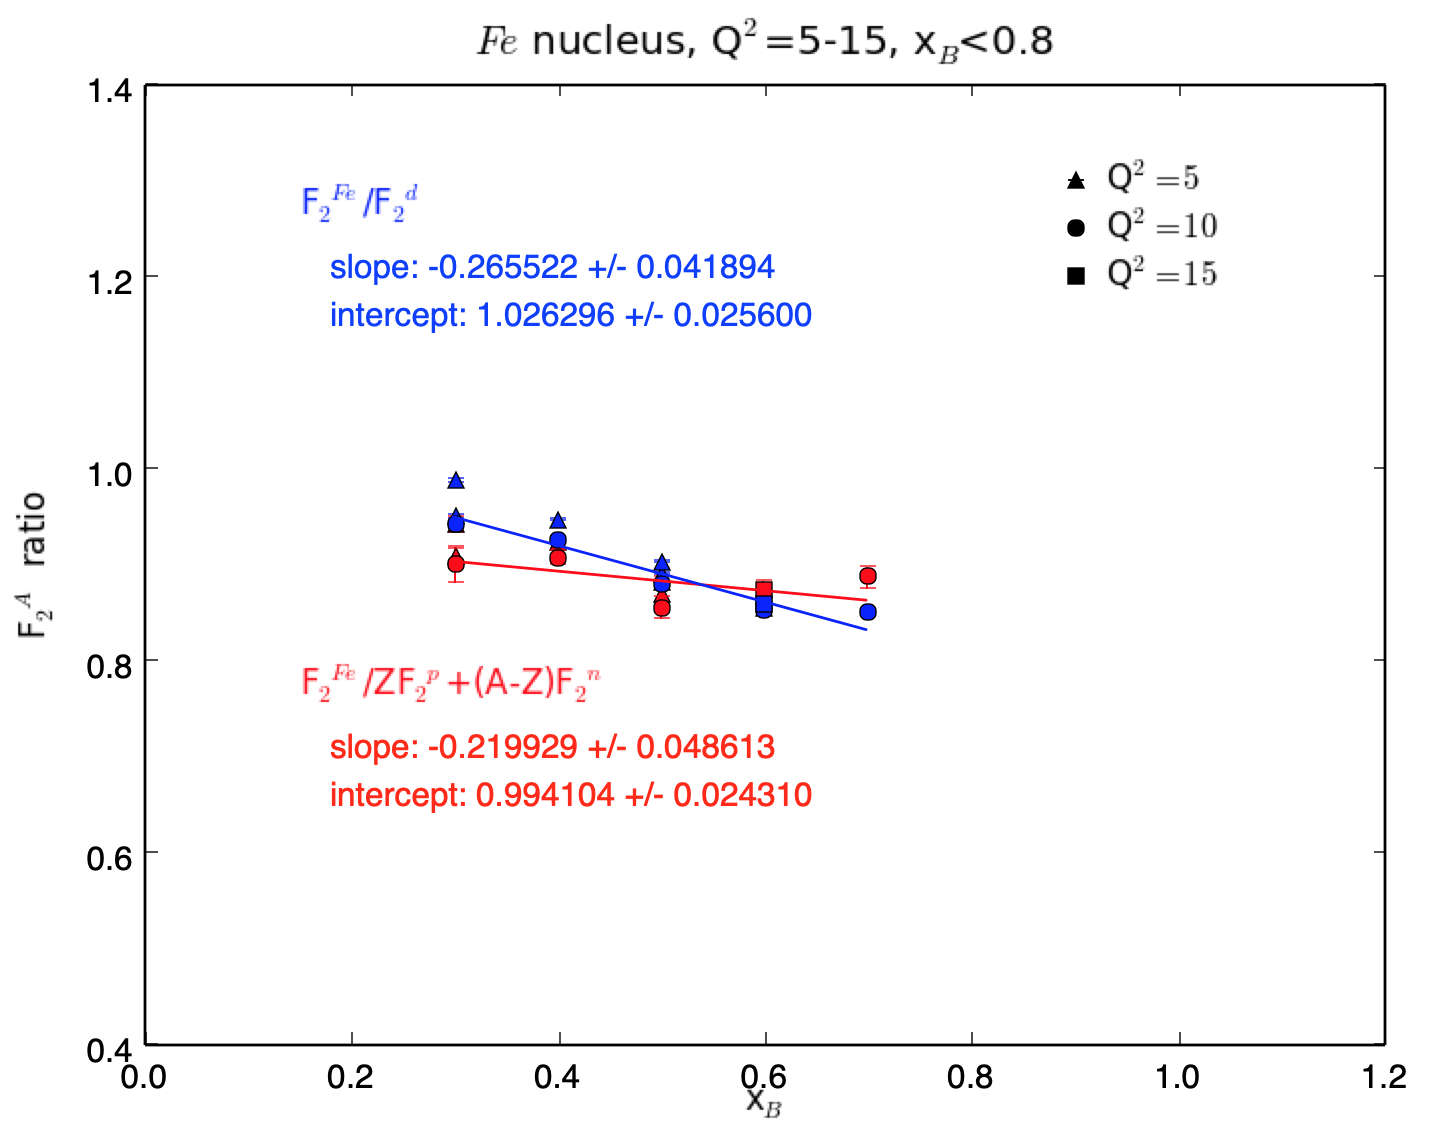 Fe nucleus, Q²=5-15, x_B<0.8
1.4
1.2
1.0
0.8
0.6
0.4
F₂^A ratio
F₂^Fe/F₂^d
slope: -0.265522 +/- 0.041894
intercept: 1.026296 +/- 0.025600
Q²=5
Q²=10
Q²=15
F₂^Fe/ZF₂^p+(A-Z)F₂^n
slope: -0.219929 +/- 0.048613
intercept: 0.994104 +/- 0.024310
0.0 0.2 0.4 0.6 0.8 1.0 1.2
x_B